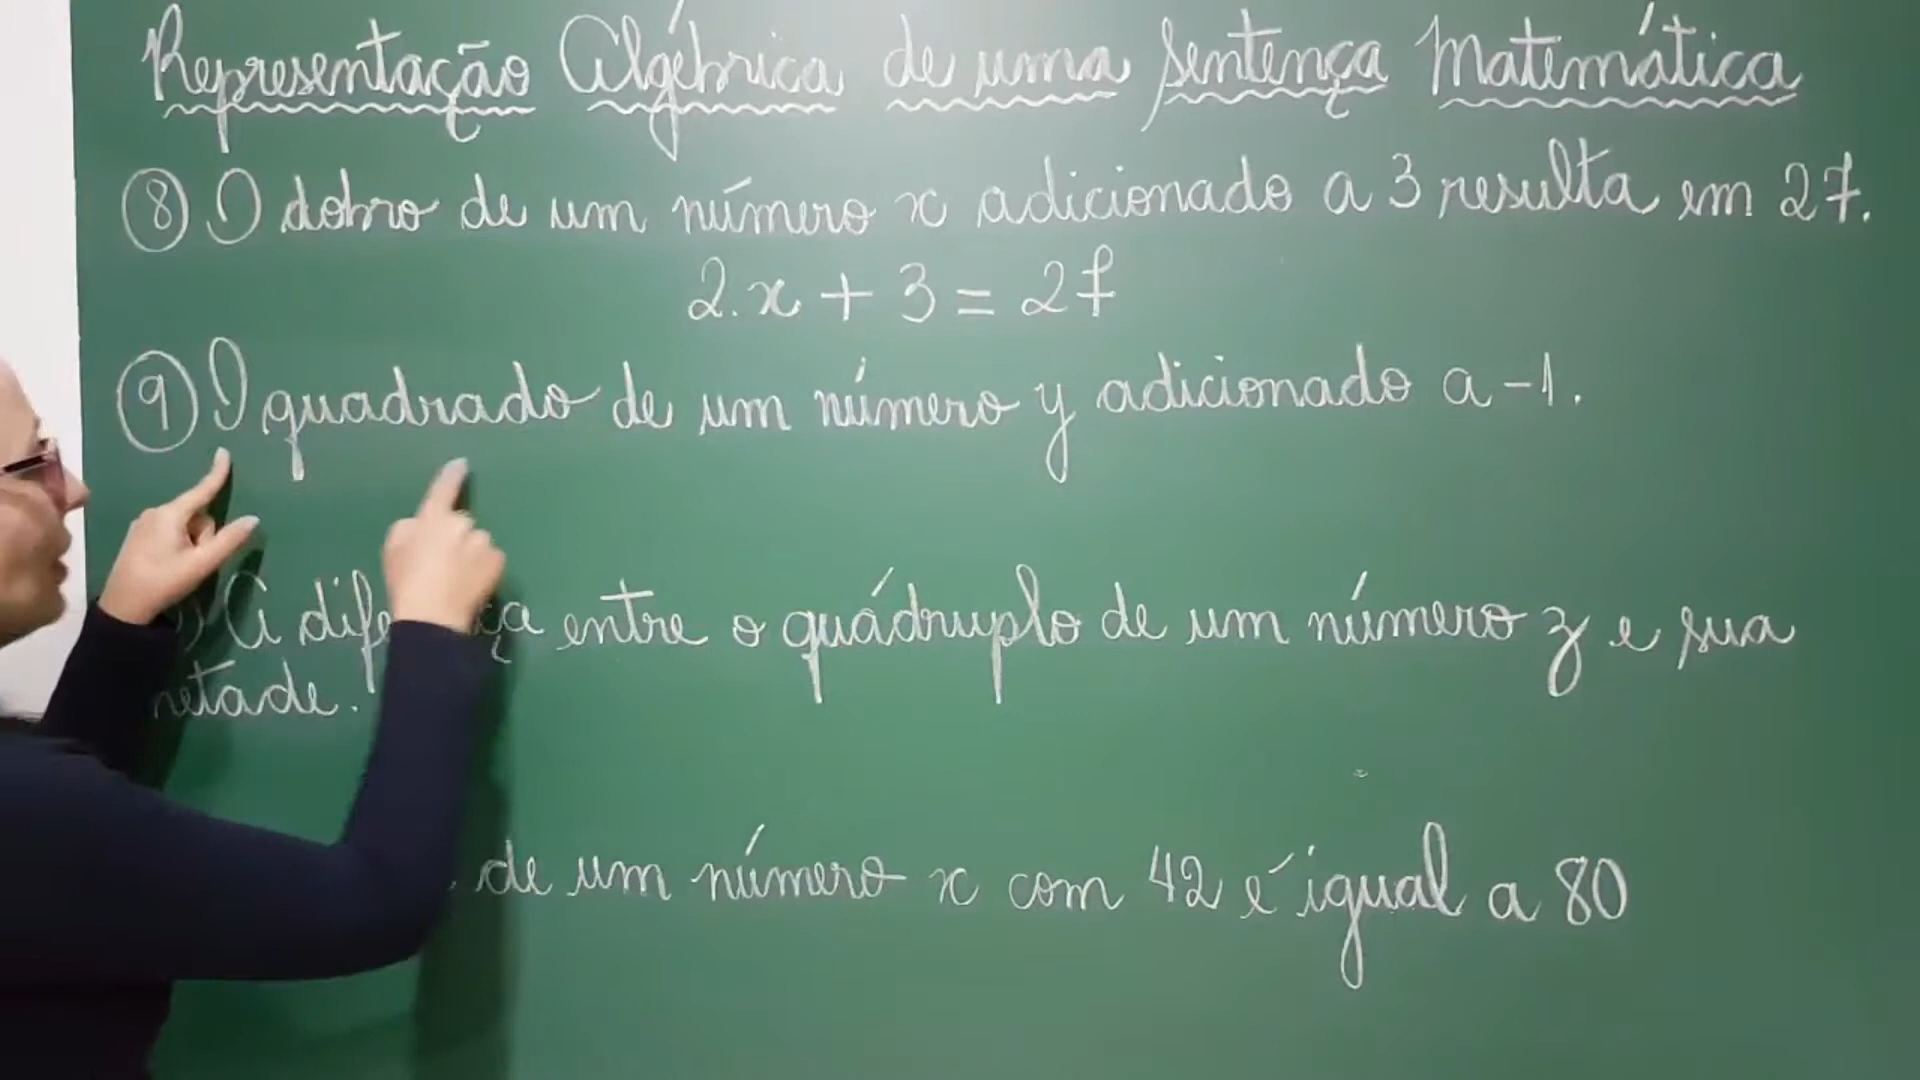 Representação Algébrica de uma Sentença Matemática
8 O dobro de um número x adicionado a 3 resulta em 27.
2.x + 3 = 27
9 O quadrado de um número y adicionado a -1.
A entre o quádruplo de um número z e sua
metade.
de um número x com 42 é igual a 80